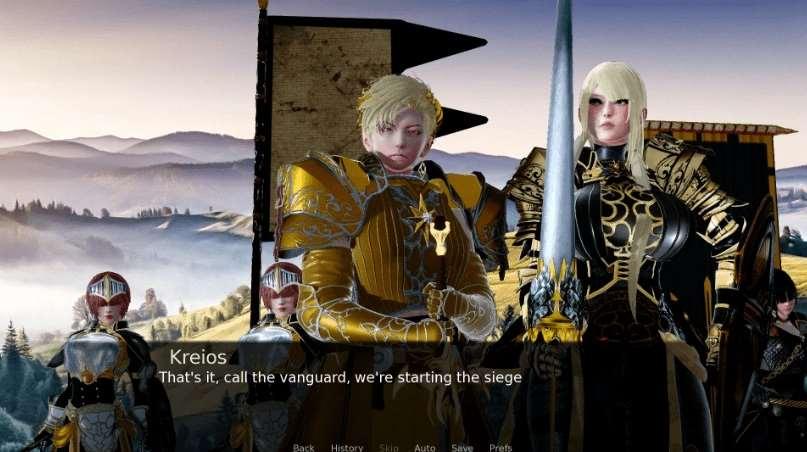 Kreios
That's it, call the vanguard, we're starting the siege
Back History Skip Auto Save Prefs